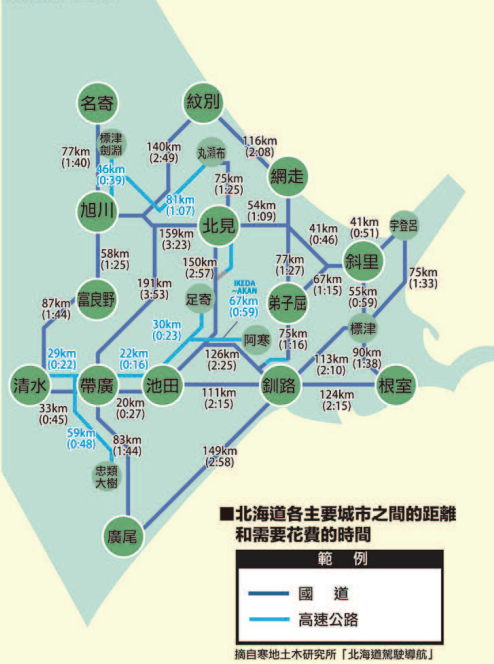 名寄
紋別
77km
(1:40)
標津
劍淵
140km
(2:49)
丸瀨布
116km
(2:08)
46km
(0:39)
網走
81km
(1:07)
75km
(1:25)
旭川
54km
(1:09)
北見
41km
(0:51)
宇登呂
41km
(0:46)
159km
(3:23)
斜里
58km
(1:25)
150km
(2:57)
IKEDA
-AKAN
67km
(0:59)
77km
(1:27)
67km
(1:15)
75km
(1:33)
191km
(3:53)
55km
(0:59)
富良野
足寄
弟子屈
87km
(1:44)
30km
(0:23)
阿寒
75km
(1:16)
標津
29km
(0:22)
22km
(0:16)
126km
(2:25)
113km
(2:10)
90km
(1:38)
清水
帶廣
池田
釧路
根室
33km
(0:45)
20km
(0:27)
111km
(2:15)
124km
(2:15)
59km
(0:48)
83km
(1:44)
149km
(2:58)
忠類
大樹
廣尾
■北海道各主要城市之間的距離
和需要花費的時間
範 例
國 道
高速公路
摘自寒地土木研究所「北海道駕駛導航」